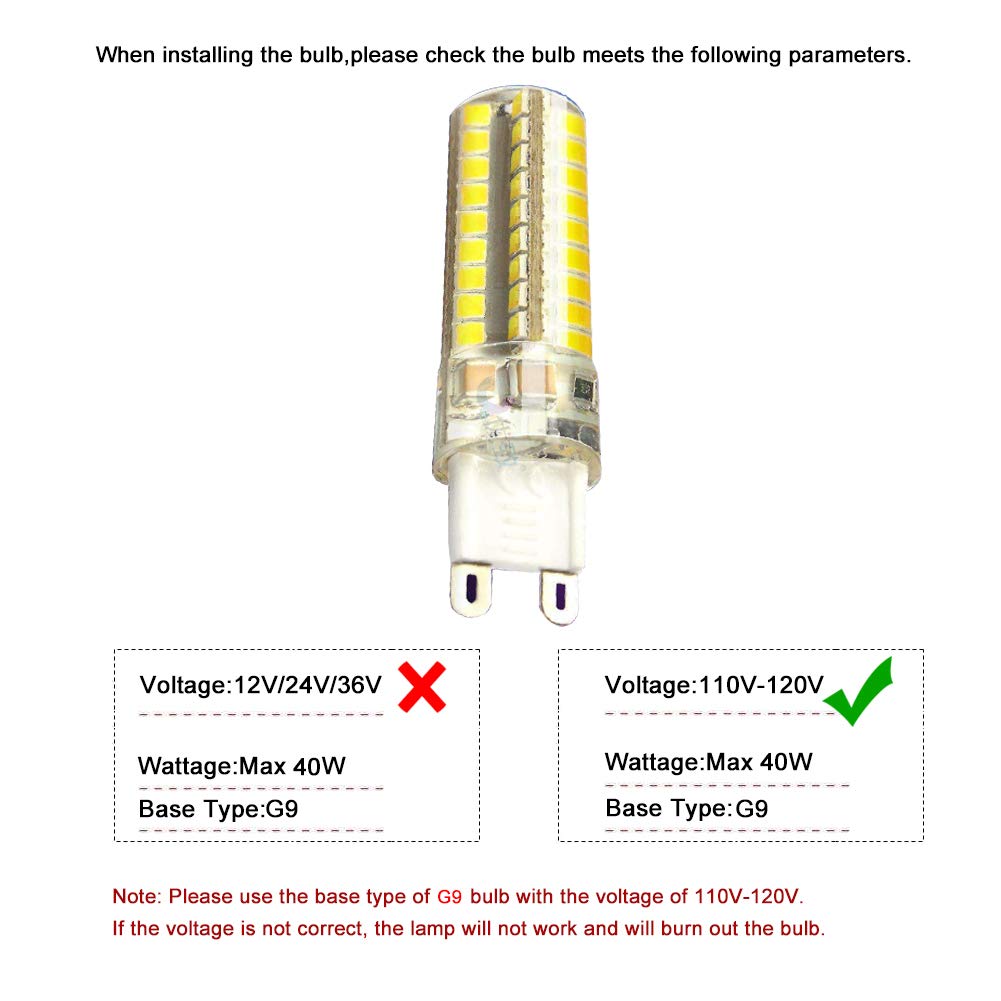 When installing the bulb,please check the bulb meets the following parameters.
Voltage:12V/24V/36V
Wattage:Max 40W
Base Type:G9
Voltage:110V-120V
Wattage:Max 40W
Base Type:G9
Note: Please use the base type of G9 bulb with the voltage of 110V-120V.
If the voltage is not correct, the lamp will not work and will burn out the bulb.